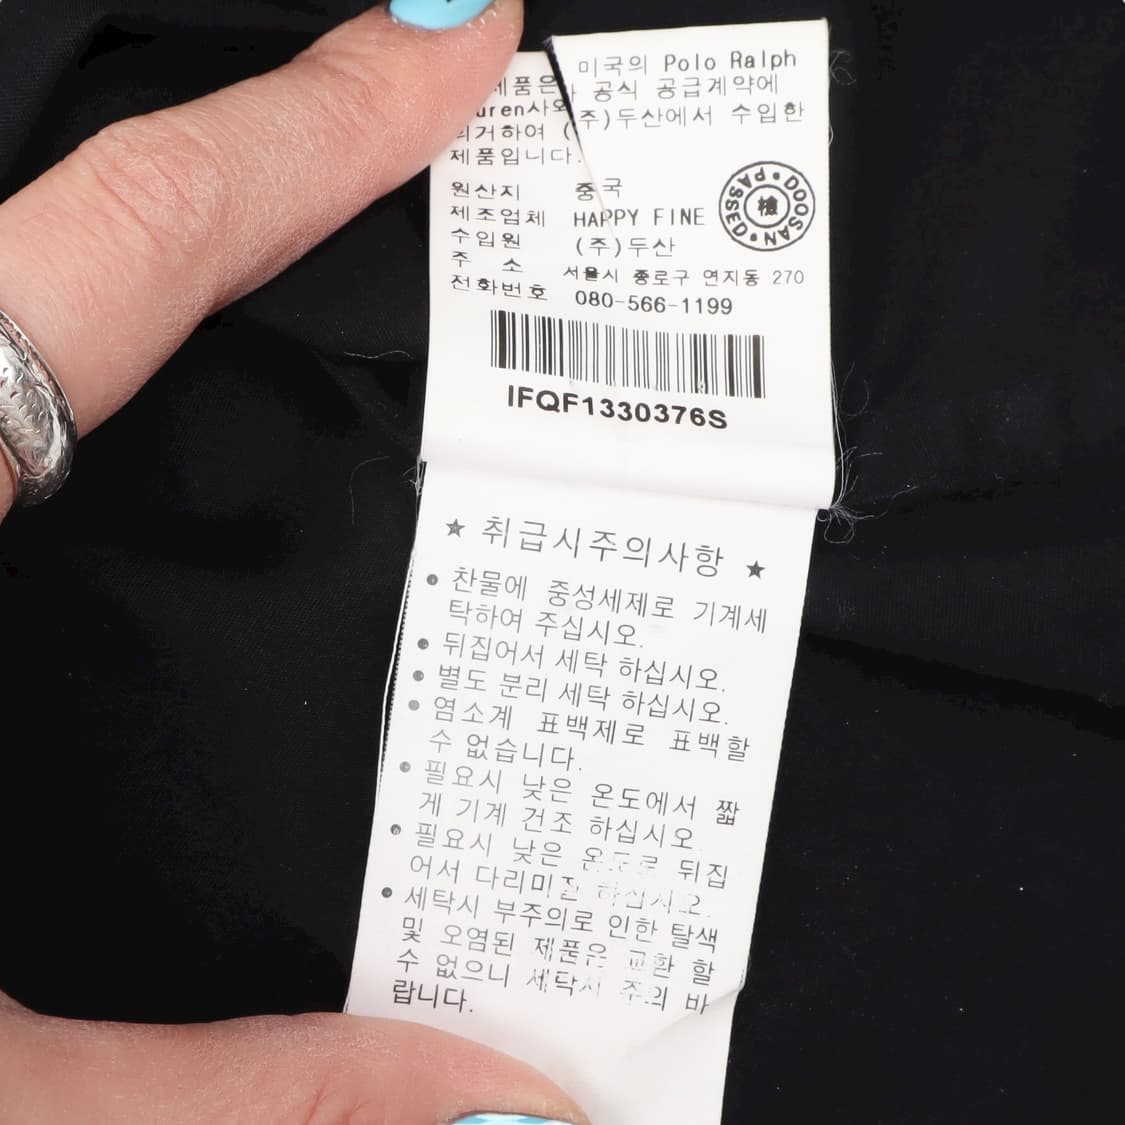 제품은 미국의 Polo Ralph
uren사와 공식 공급계약에
의거하여 (주)두산에서 수입한
제품입니다.
원산지 중국
제조업체 HAPPY FINE
수입원 (주)두산
주 소 서울시 종로구 연지동 270
전화번호 080-566-1199
DOOSAN • PASSED •
檢
IFQF1330376S
★ 취급시주의사항 ★
• 찬물에 중성세제로 기계세
탁하여 주십시오.
• 뒤집어서 세탁 하십시오.
• 별도 분리 세탁 하십시오.
• 염소계 표백제로 표백할
수 없습니다.
• 필요시 낮은 온도에서 짧
게 기계 건조 하십시오.
• 필요시 낮은 온도로 뒤집
어서 다리미질 하십시오.
• 세탁시 부주의로 인한 탈색
및 오염된 제품은 교환 할
수 없으니 세탁시 주의 바
랍니다.